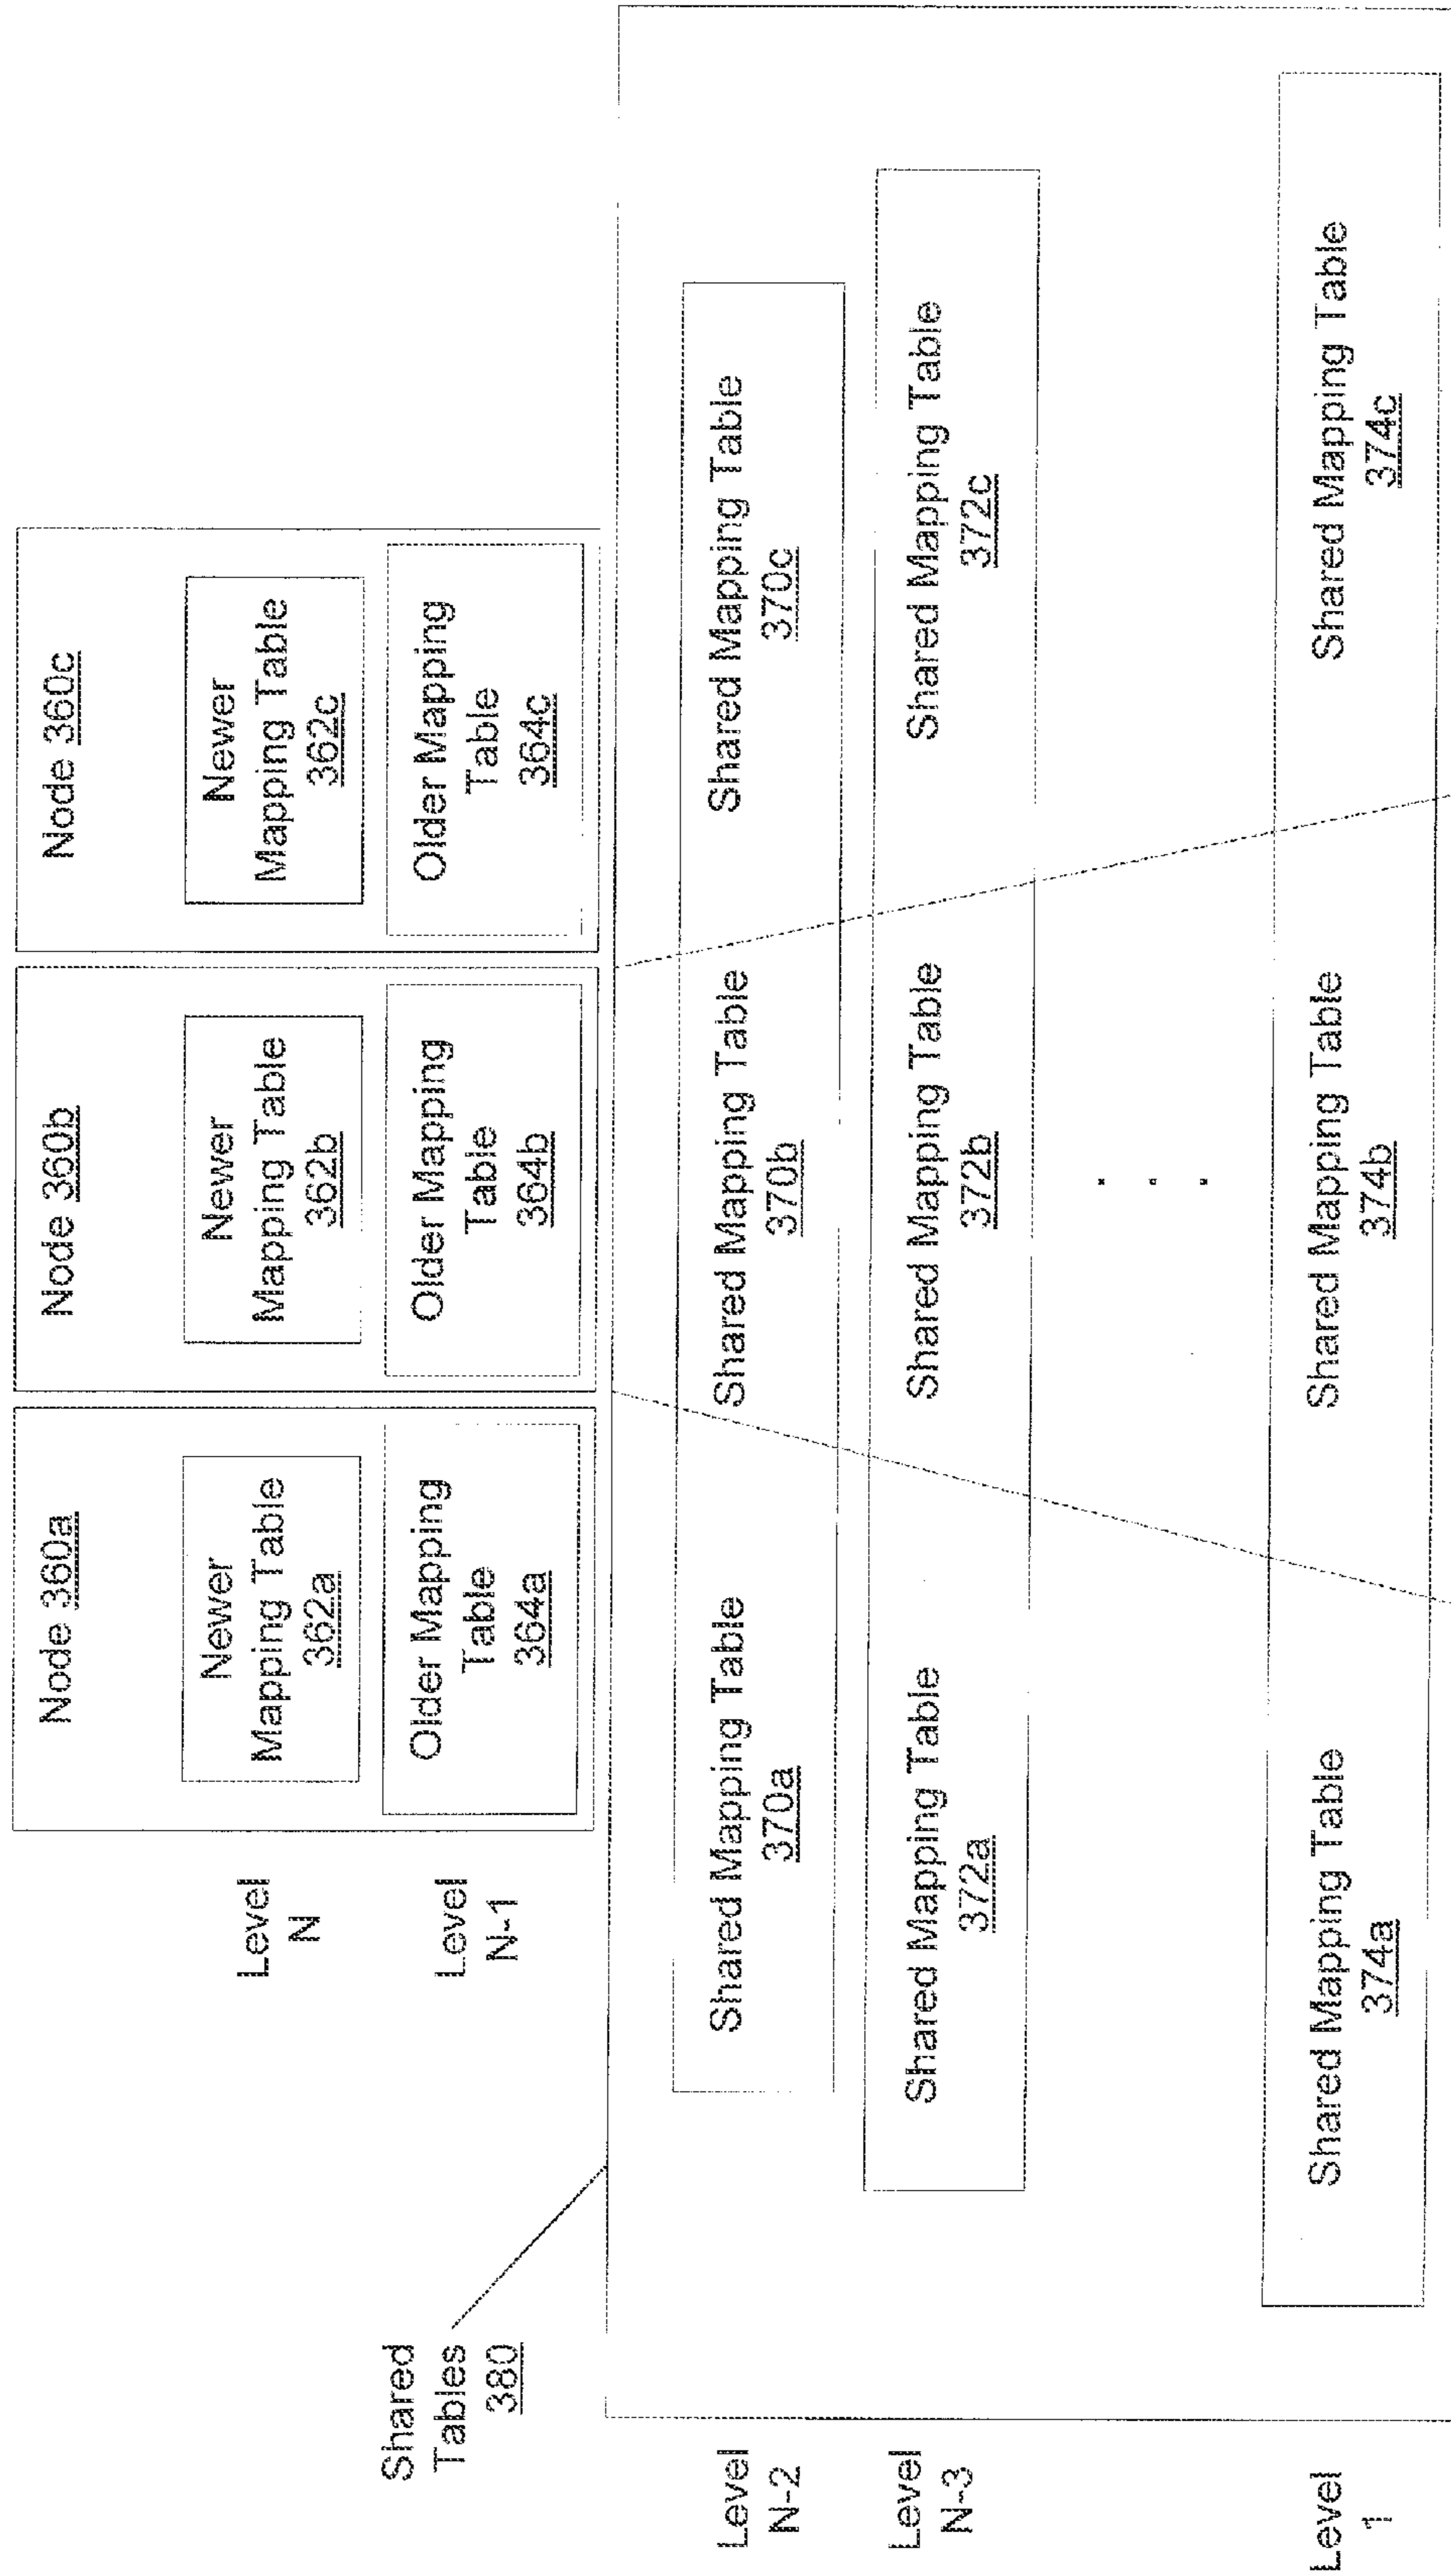 Node 360a
Node 360b
Node 360c
Level
N
Newer
Mapping Table
362a
Newer
Mapping Table
362b
Newer
Mapping Table
362c
Level
N-1
Older Mapping
Table
364a
Older Mapping
Table
364b
Older Mapping
Table
364c
Shared
Tables
380
Level
N-2
Shared Mapping Table
370a
Shared Mapping Table
370b
Shared Mapping Table
370c
Level
N-3
Shared Mapping Table
372a
Shared Mapping Table
372b
Shared Mapping Table
372c
Level
1
Shared Mapping Table
374a
Shared Mapping Table
374b
Shared Mapping Table
374c